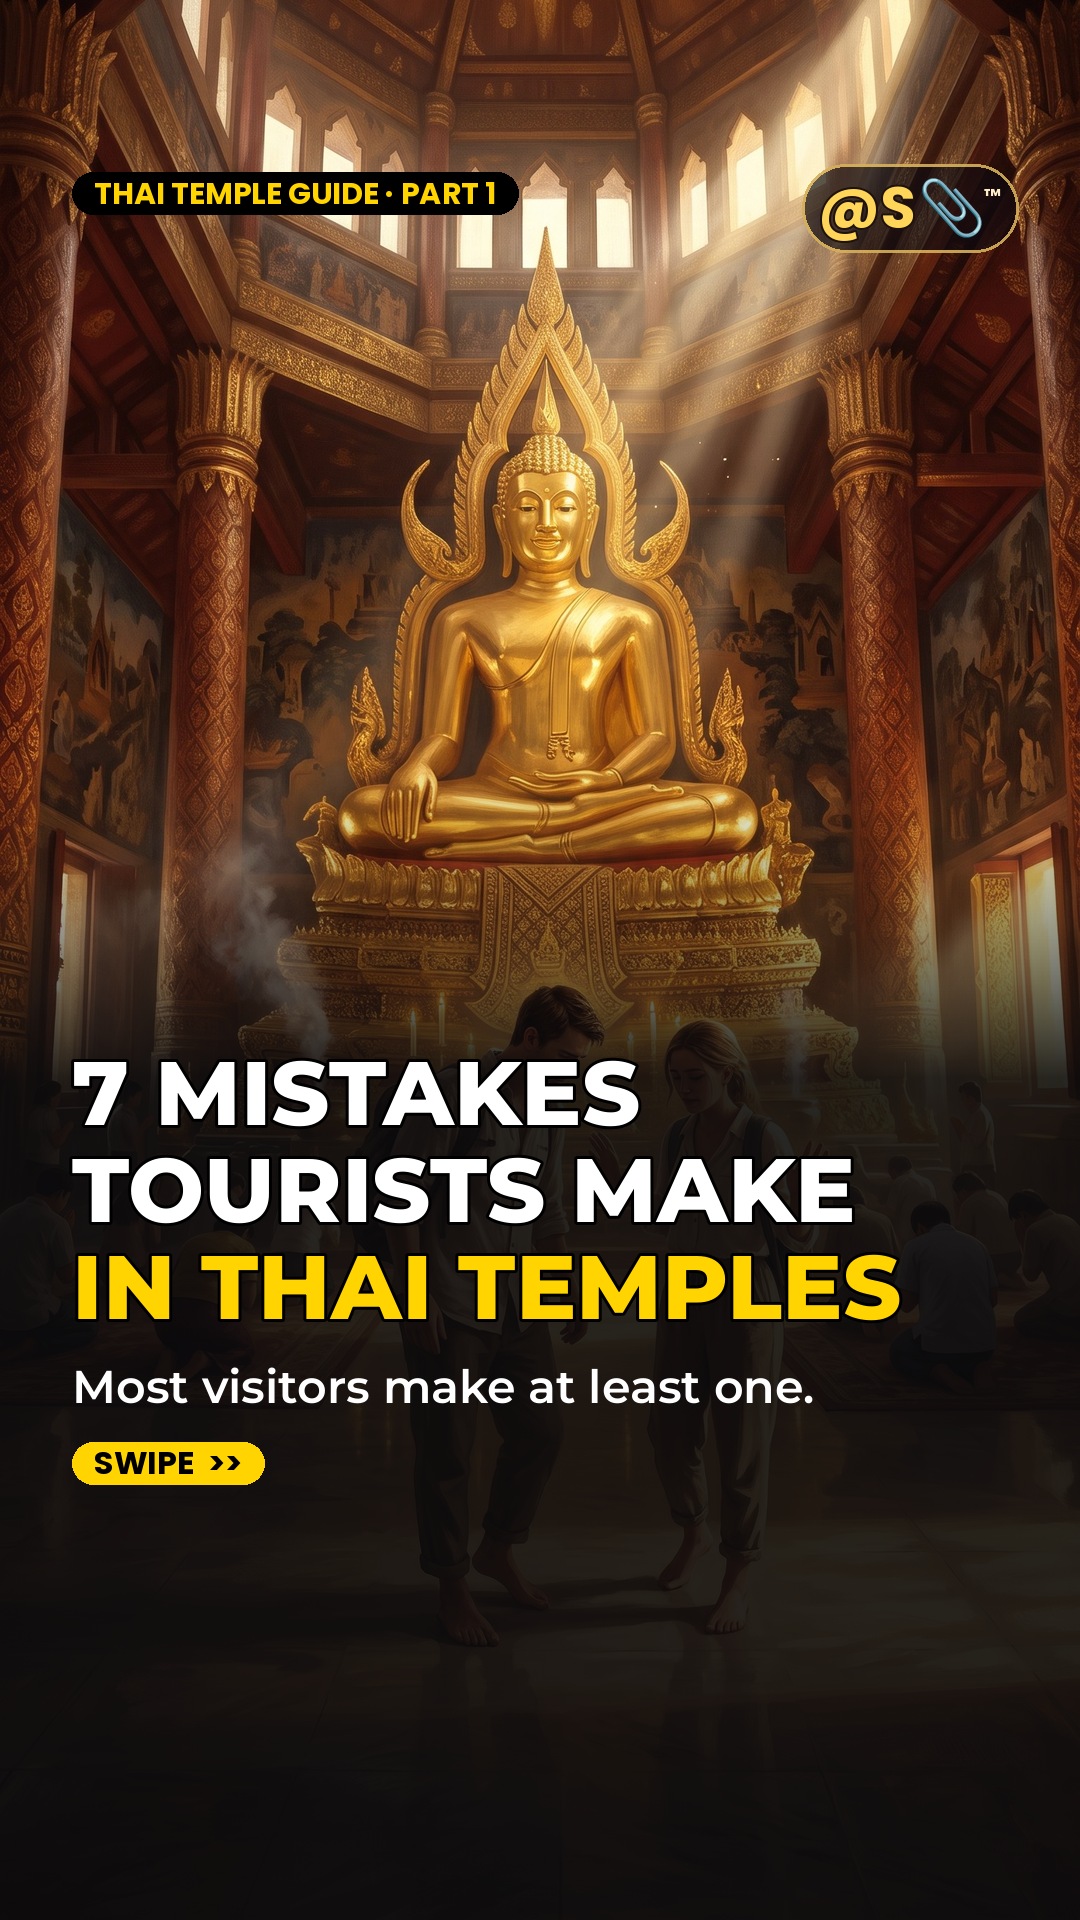 THAI TEMPLE GUIDE · PART 1
@S📎™
7 MISTAKES
TOURISTS MAKE
IN THAI TEMPLES
Most visitors make at least one.
SWIPE >>